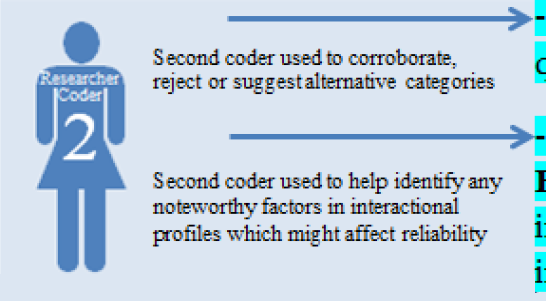 Second coder used to corroborate,
reject or suggest alternative categories
Researcher
Coder
2
Second coder used to help identify any
noteworthy factors in interactional
profiles which might affect reliability